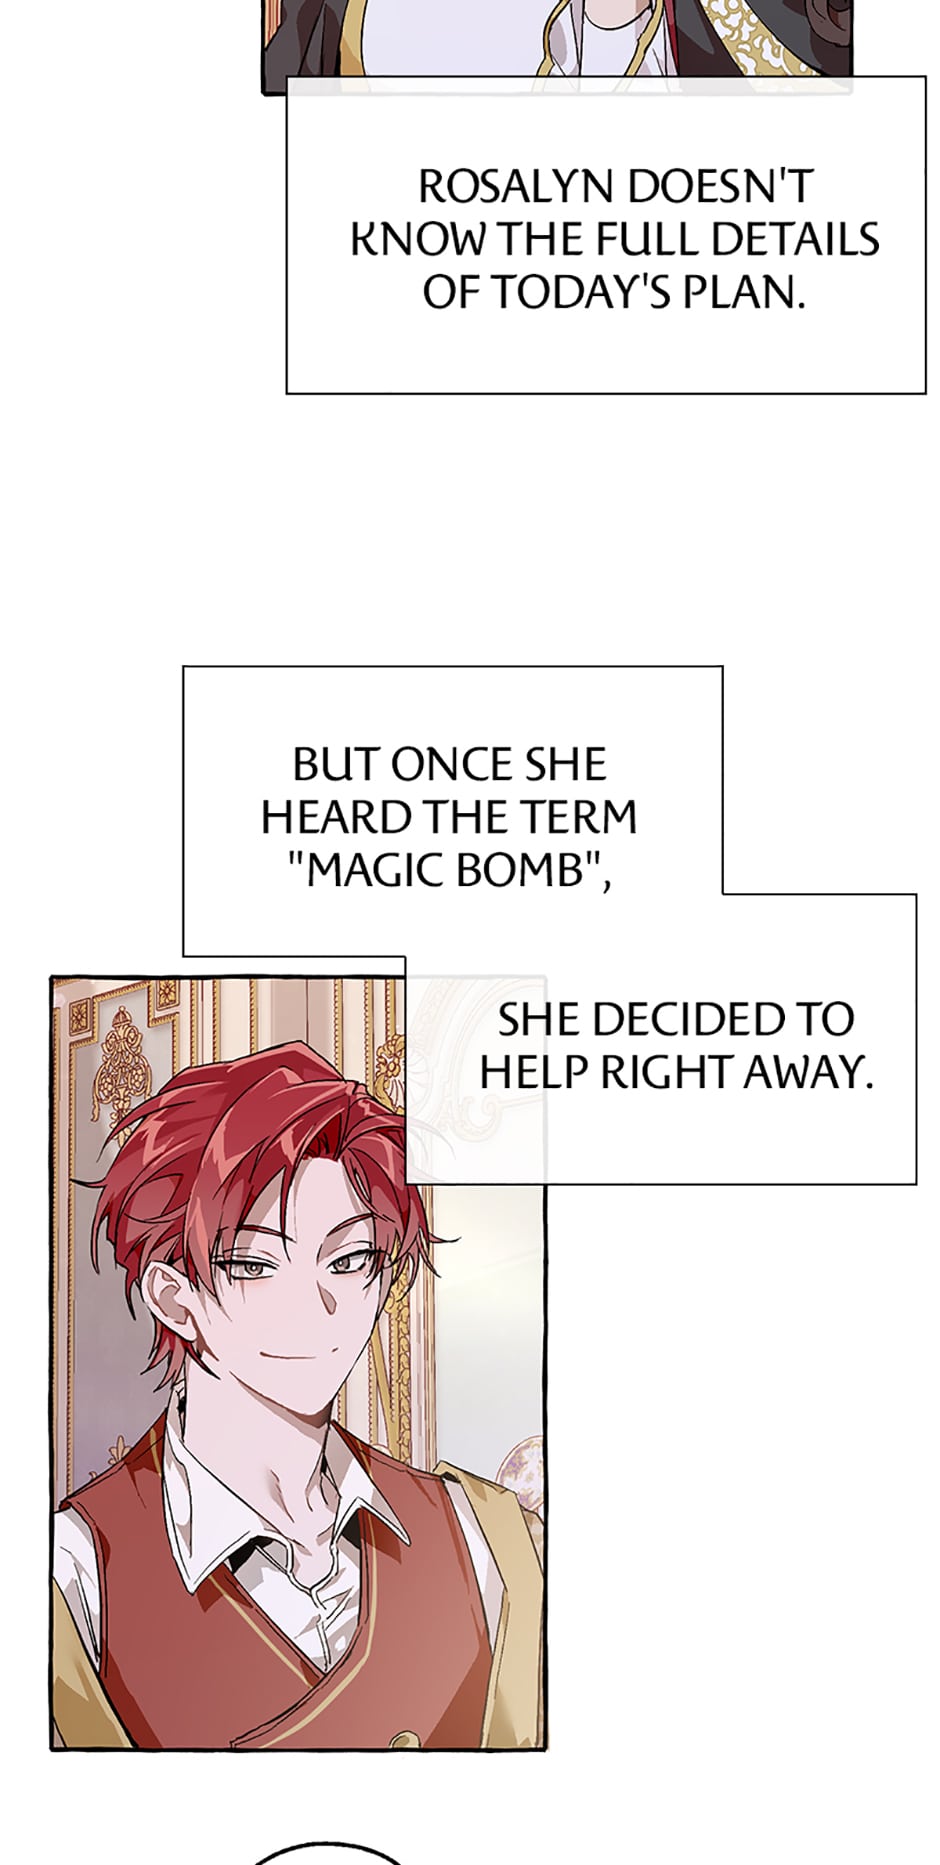 ROSALYN DOESN'T
KNOW THE FULL DETAILS
OF TODAY'S PLAN.
BUT ONCE SHE
HEARD THE TERM
"MAGIC BOMB",
SHE DECIDED TO
HELP RIGHT AWAY.